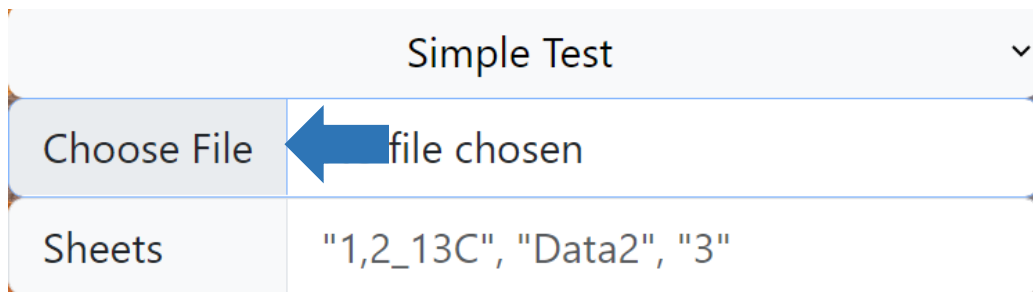 Simple Test
Choose File file chosen
Sheets "1,2_13C", "Data2", "3"